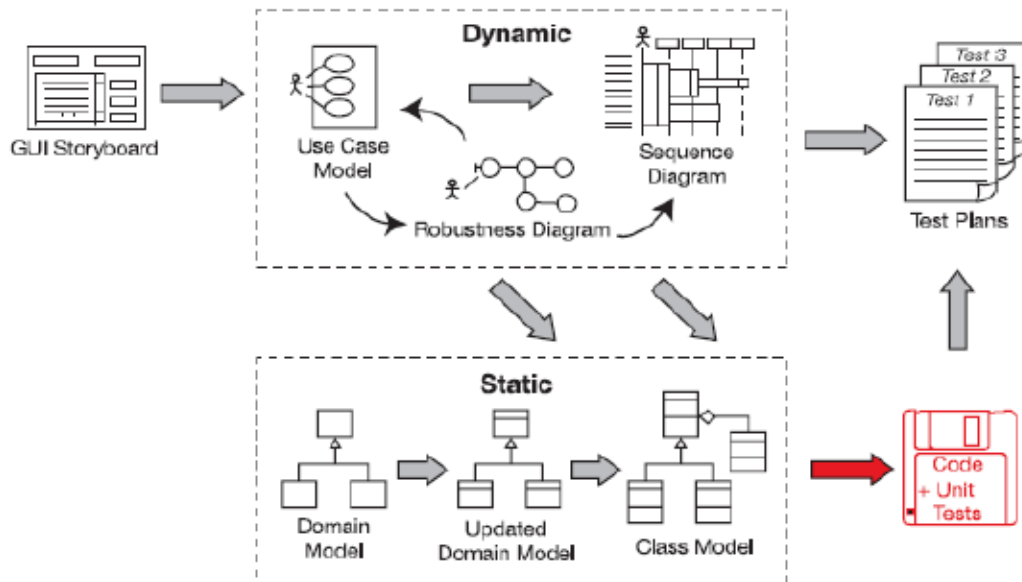 Dynamic
GUI Storyboard
Use Case
Model
Sequence
Diagram
Robustness Diagram
Test 3
Test 2
Test 1
Test Plans
Static
Domain
Model
Updated
Domain Model
Class Model
Code
+ Unit
Tests